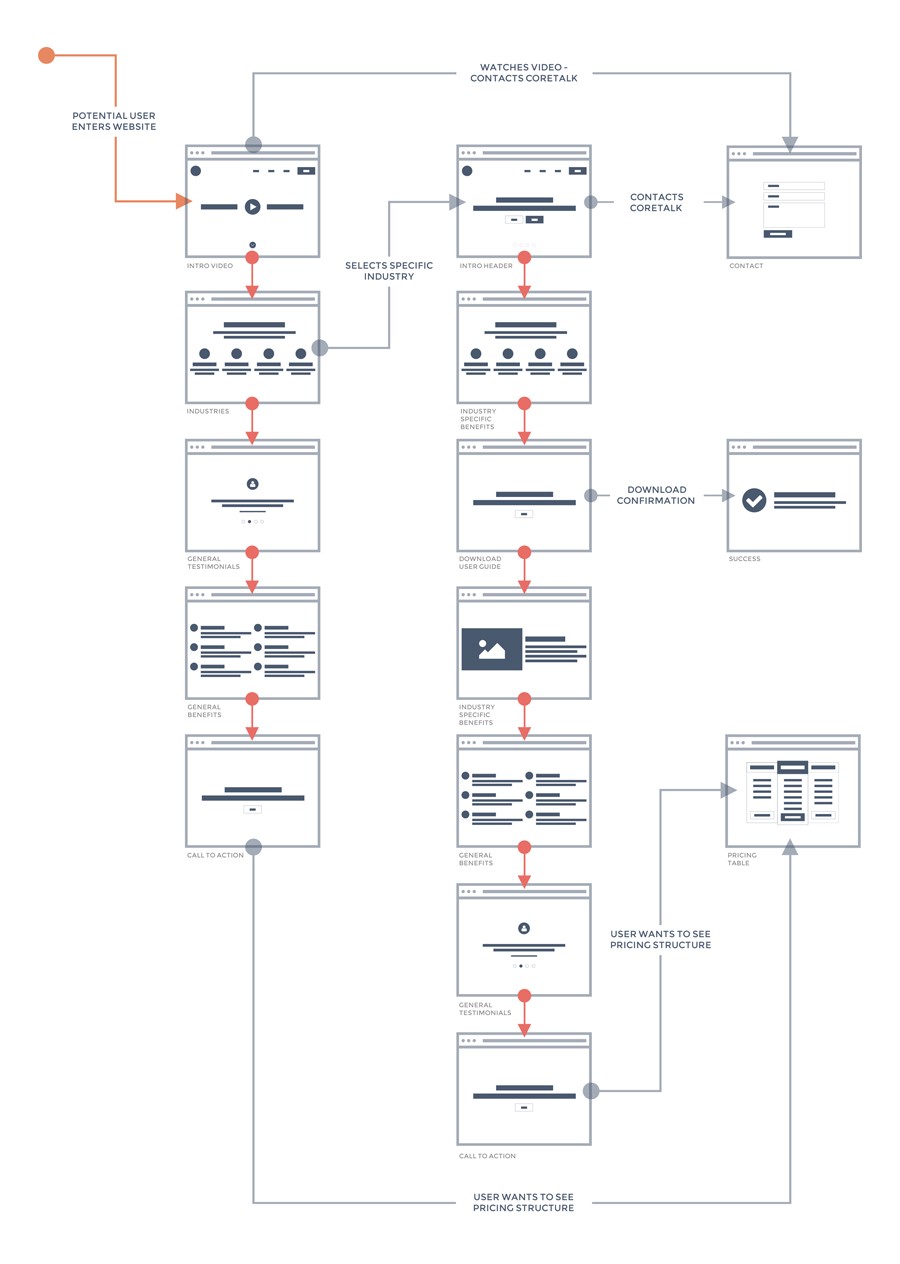 WATCHES VIDEO -
CONTACTS CORETALK
POTENTIAL USER
ENTERS WEBSITE
CONTACTS
CORETALK
INTRO VIDEO
SELECTS SPECIFIC
INDUSTRY
INTRO HEADER
CONTACT
INDUSTRIES
INDUSTRY
SPECIFIC
BENEFITS
DOWNLOAD
CONFIRMATION
GENERAL
TESTIMONIALS
DOWNLOAD
USER GUIDE
SUCCESS
GENERAL
BENEFITS
INDUSTRY
SPECIFIC
BENEFITS
CALL TO ACTION
GENERAL
BENEFITS
PRICING
TABLE
USER WANTS TO SEE
PRICING STRUCTURE
GENERAL
TESTIMONIALS
CALL TO ACTION
USER WANTS TO SEE
PRICING STRUCTURE